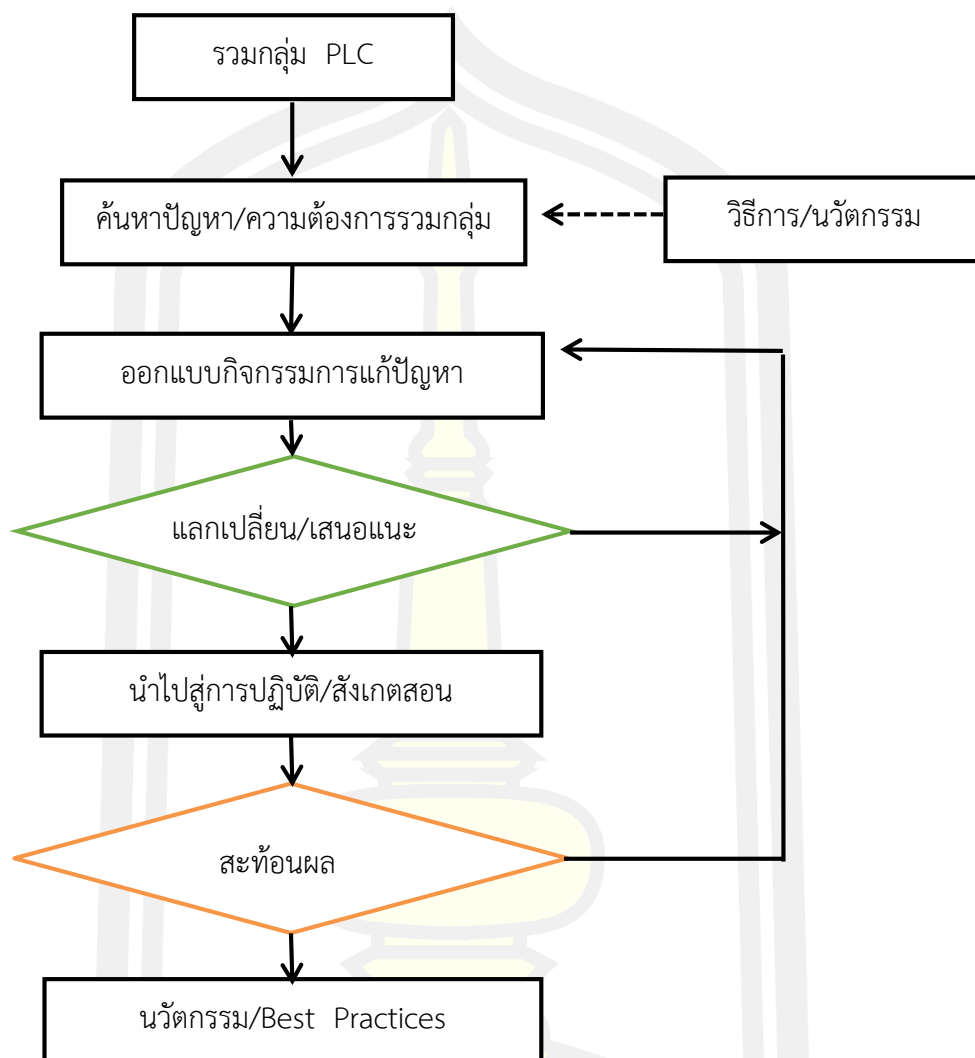 รวมกลุ่ม PLC
ค้นหาปัญหา/ความต้องการรวมกลุ่ม
วิธีการ/นวัตกรรม
ออกแบบกิจกรรมการแก้ปัญหา
แลกเปลี่ยน/เสนอแนะ
นำไปสู่การปฏิบัติ/สังเกตสอน
สะท้อนผล
นวัตกรรม/Best Practices